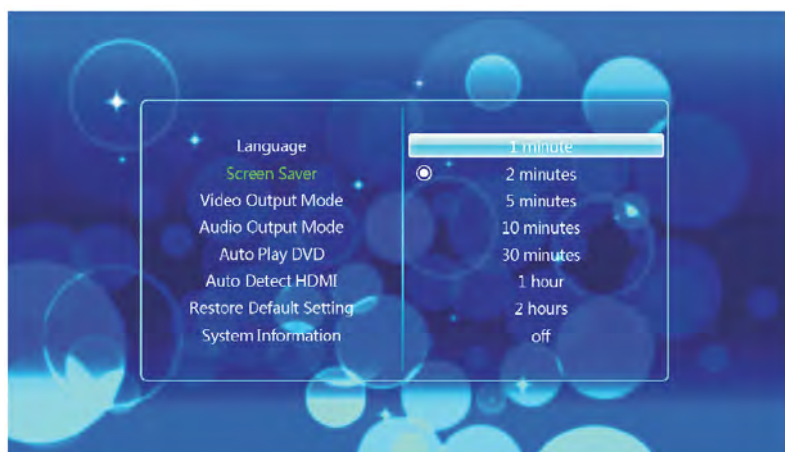 Language
Screen Saver
Video Output Mode
Audio Output Mode
Auto Play DVD
Auto Detect HDMI
Restore Default Setting
System Information
1 minute
2 minutes
5 minutes
10 minutes
30 minutes
1 hour
2 hours
off